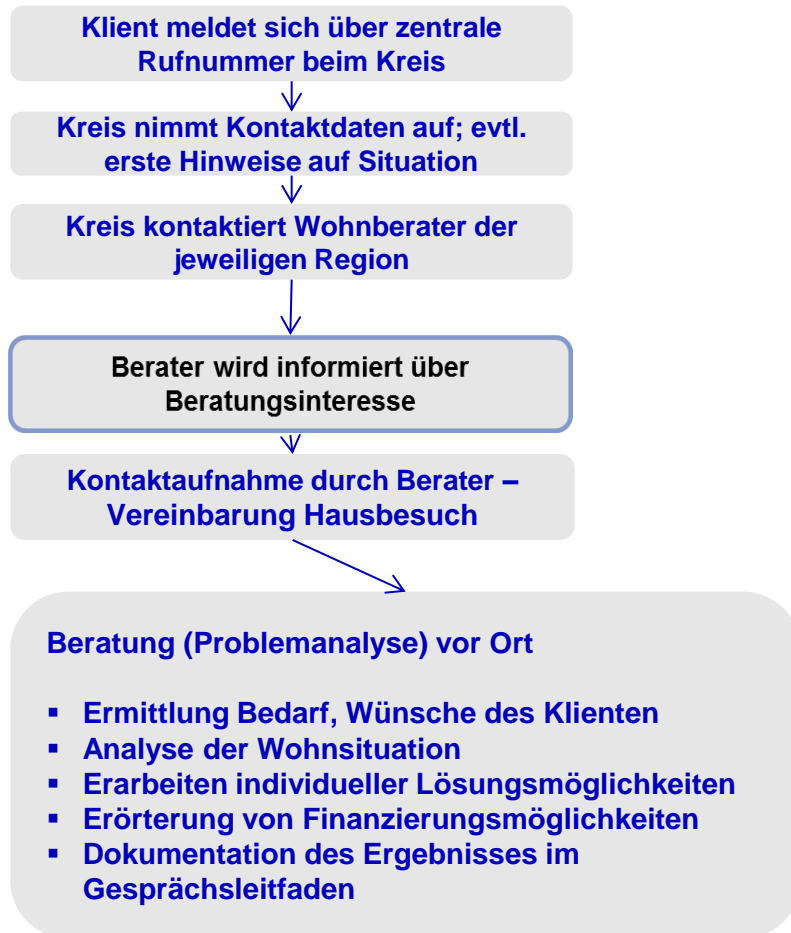 Klient meldet sich über zentrale
Rufnummer beim Kreis
Kreis nimmt Kontaktdaten auf; evtl.
erste Hinweise auf Situation
Kreis kontaktiert Wohnberater der
jeweiligen Region
Berater wird informiert über
Beratungsinteresse
Kontaktaufnahme durch Berater –
Vereinbarung Hausbesuch
Beratung (Problemanalyse) vor Ort
▪ Ermittlung Bedarf, Wünsche des Klienten
▪ Analyse der Wohnsituation
▪ Erarbeiten individueller Lösungsmöglichkeiten
▪ Erörterung von Finanzierungsmöglichkeiten
▪ Dokumentation des Ergebnisses im
Gesprächsleitfaden